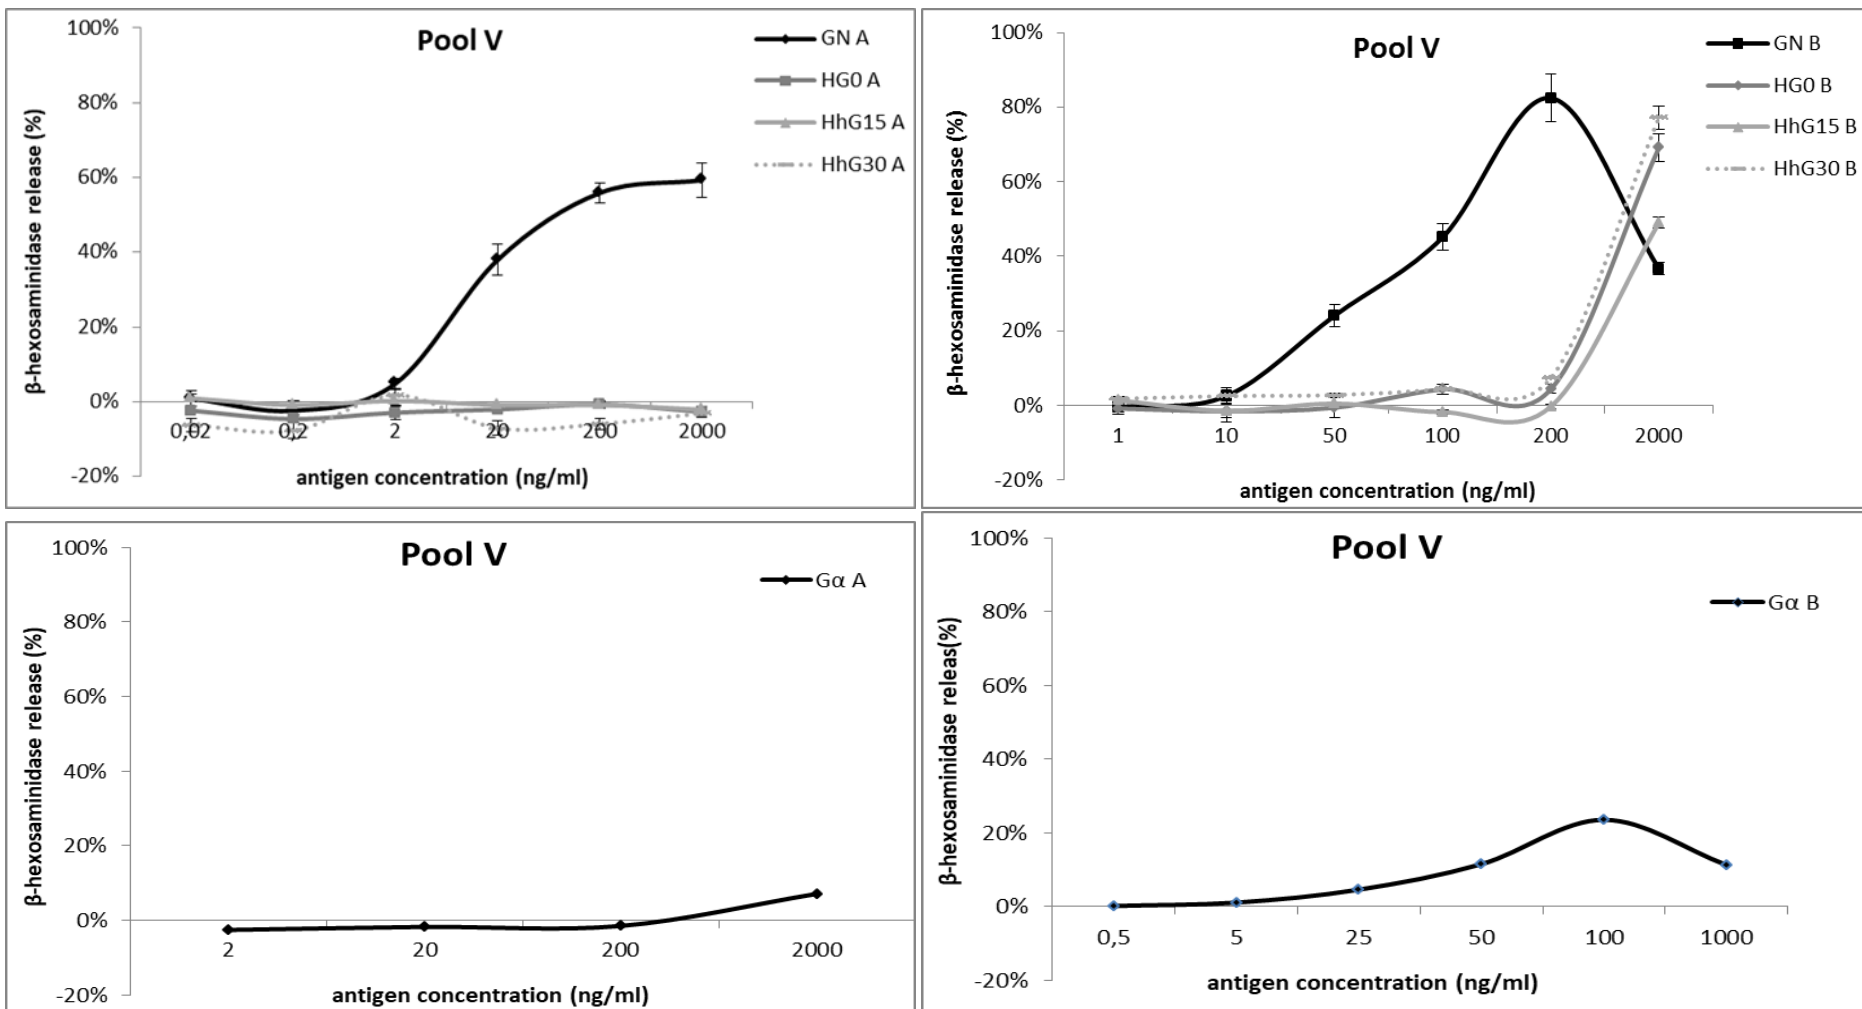 Pool V
GN A
HG0 A
HhG15 A
HhG30 A
100%
80%
60%
40%
20%
0%
-20%
β-hexosaminidase release (%)
0,02 0,2 2 20 200 2000
antigen concentration (ng/ml)
Pool V
GN B
HG0 B
HhG15 B
HhG30 B
100%
80%
60%
40%
20%
0%
-20%
β-hexosaminidase release (%)
1 10 50 100 200 2000
antigen concentration (ng/ml)
Pool V
Gα A
100%
80%
60%
40%
20%
0%
-20%
β-hexosaminidase release (%)
2 20 200 2000
antigen concentration (ng/ml)
Pool V
Gα B
100%
80%
60%
40%
20%
0%
-20%
β-hexosaminidase releas(%)
0,5 5 25 50 100 1000
antigen concentration (ng/ml)